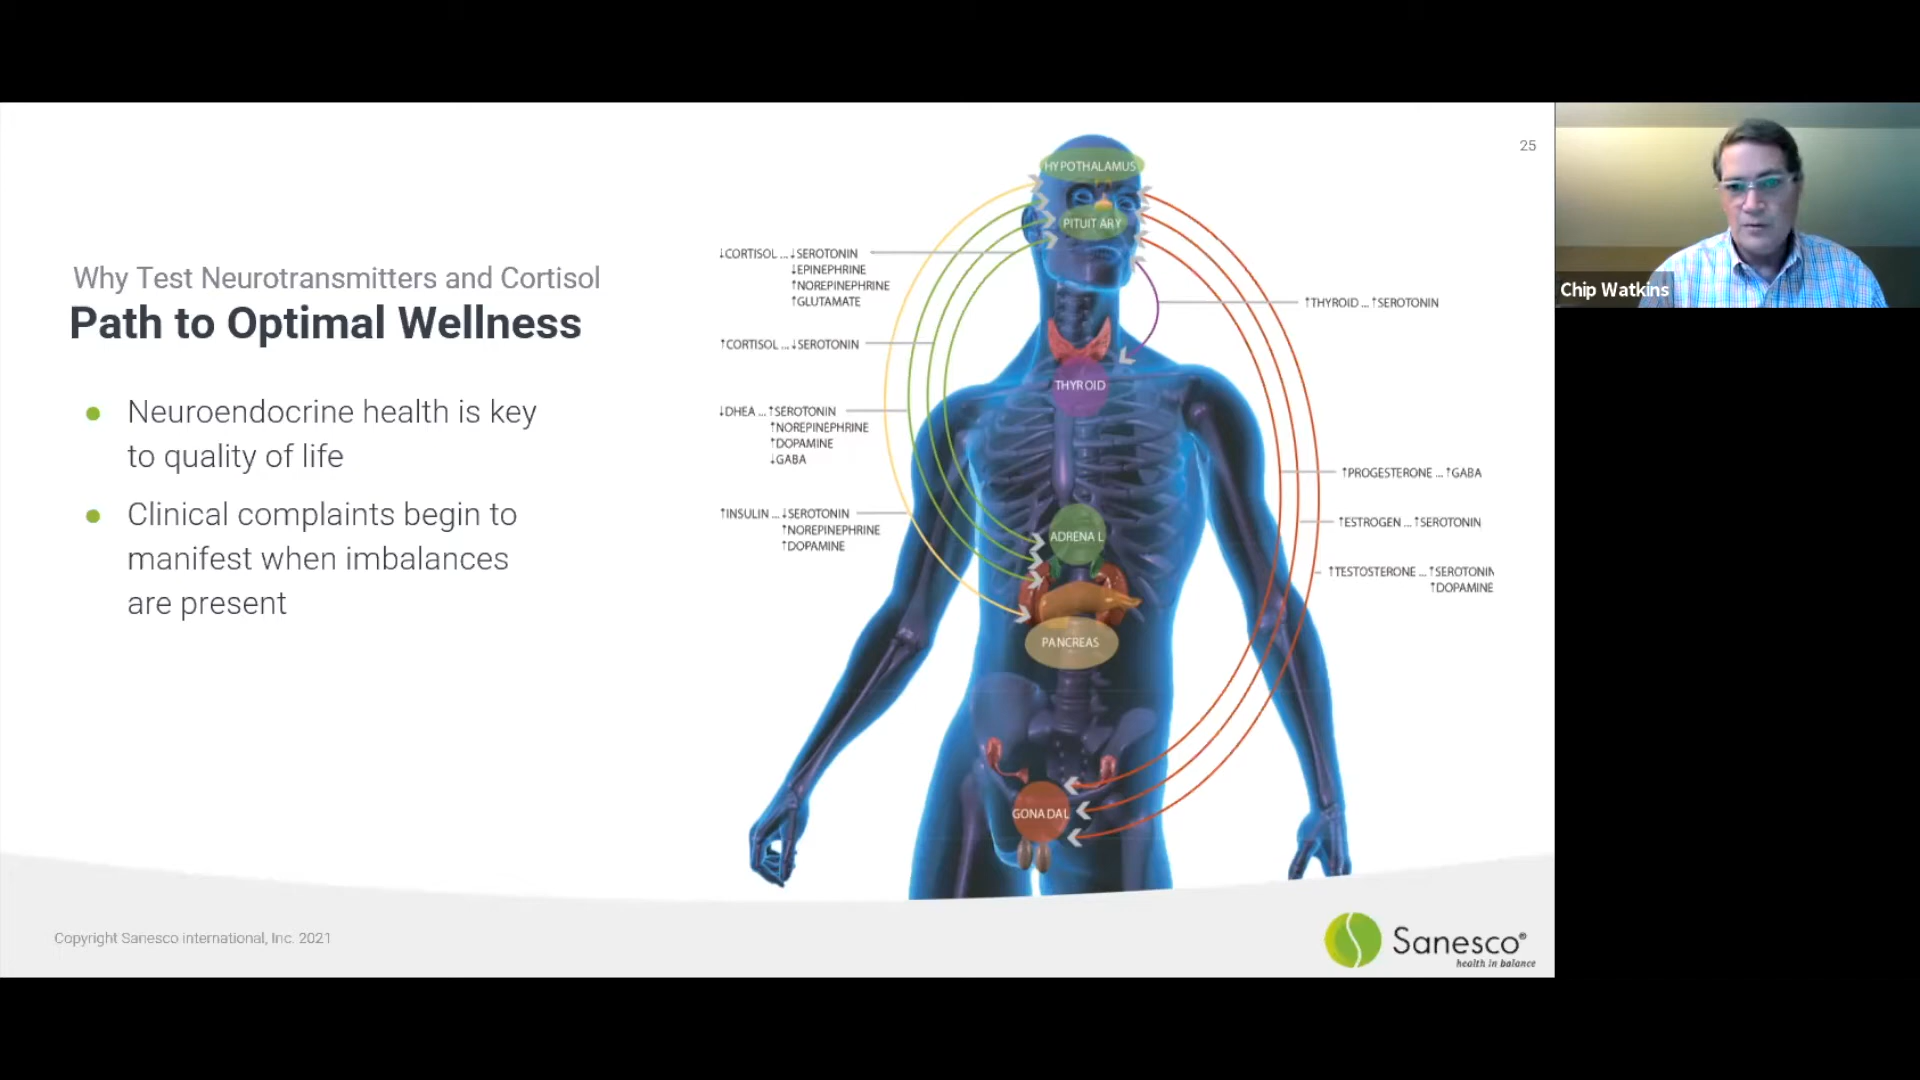 25
Why Test Neurotransmitters and Cortisol
Path to Optimal Wellness
Neuroendocrine health is key
to quality of life
Clinical complaints begin to
manifest when imbalances
are present
HYPOTHALAMUS
PITUITARY
THYROID
ADRENAL
PANCREAS
GONADAL
↓CORTISOL ... ↓SEROTONIN
↓EPINEPHRINE
↑NOREPINEPHRINE
↑GLUTAMATE
↑CORTISOL ... ↓SEROTONIN
↓DHEA ... ↑SEROTONIN
↑NOREPINEPHRINE
↑DOPAMINE
↓GABA
↑INSULIN ... ↓SEROTONIN
↑NOREPINEPHRINE
↑DOPAMINE
↑THYROID ... ↑SEROTONIN
↑PROGESTERONE ... ↑GABA
↑ESTROGEN ... ↑SEROTONIN
↑TESTOSTERONE ... ↑SEROTONIN
↑DOPAMINE
Copyright Sanesco international, Inc. 2021
Sanesco®
health in balance
Chip Watkins